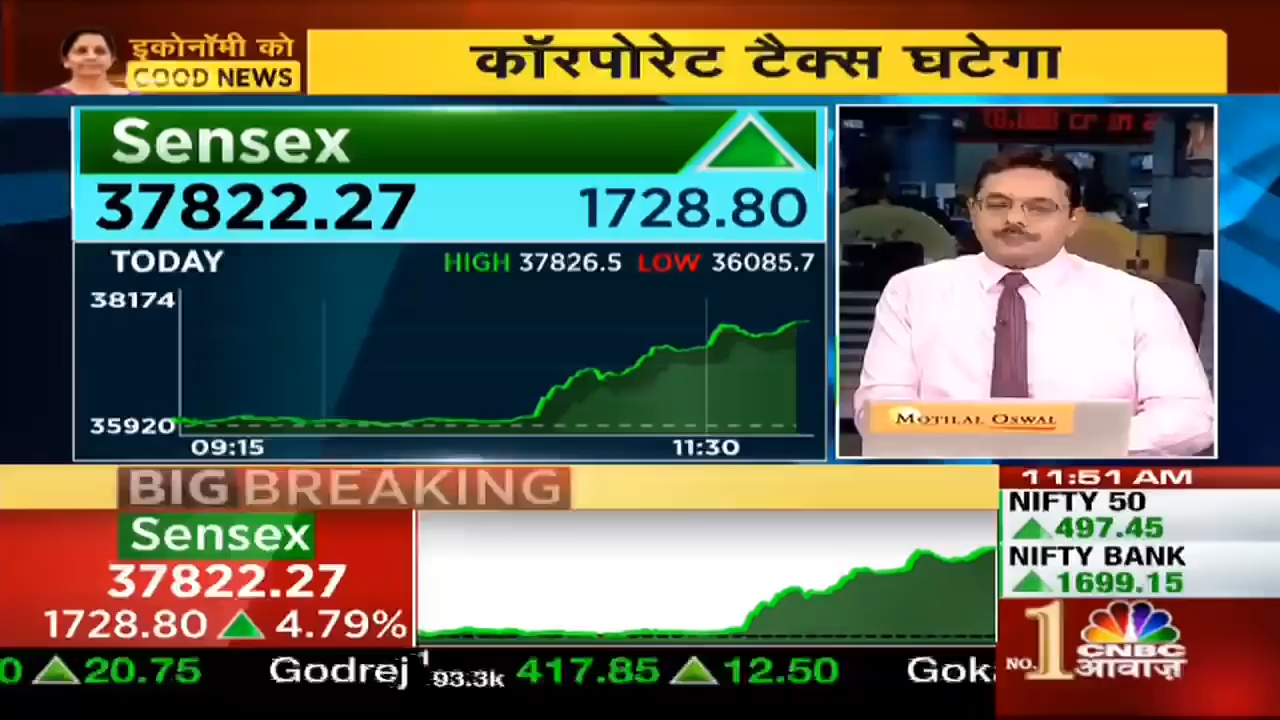 इकोनॉमी को
GOOD NEWS
कॉरपोरेट टैक्स घटेगा
Sensex
37822.27 1728.80
TODAY HIGH 37826.5 LOW 36085.7
38174
35920
09:15 11:30
MOTILAL OSWAL
BIG BREAKING
Sensex
37822.27
1728.80 4.79%
11:51 AM
NIFTY 50
497.45
NIFTY BANK
1699.15
NO.1 CNBC
आवाज़
0 20.75 Godrej 1 93.3k 417.85 12.50 Gok